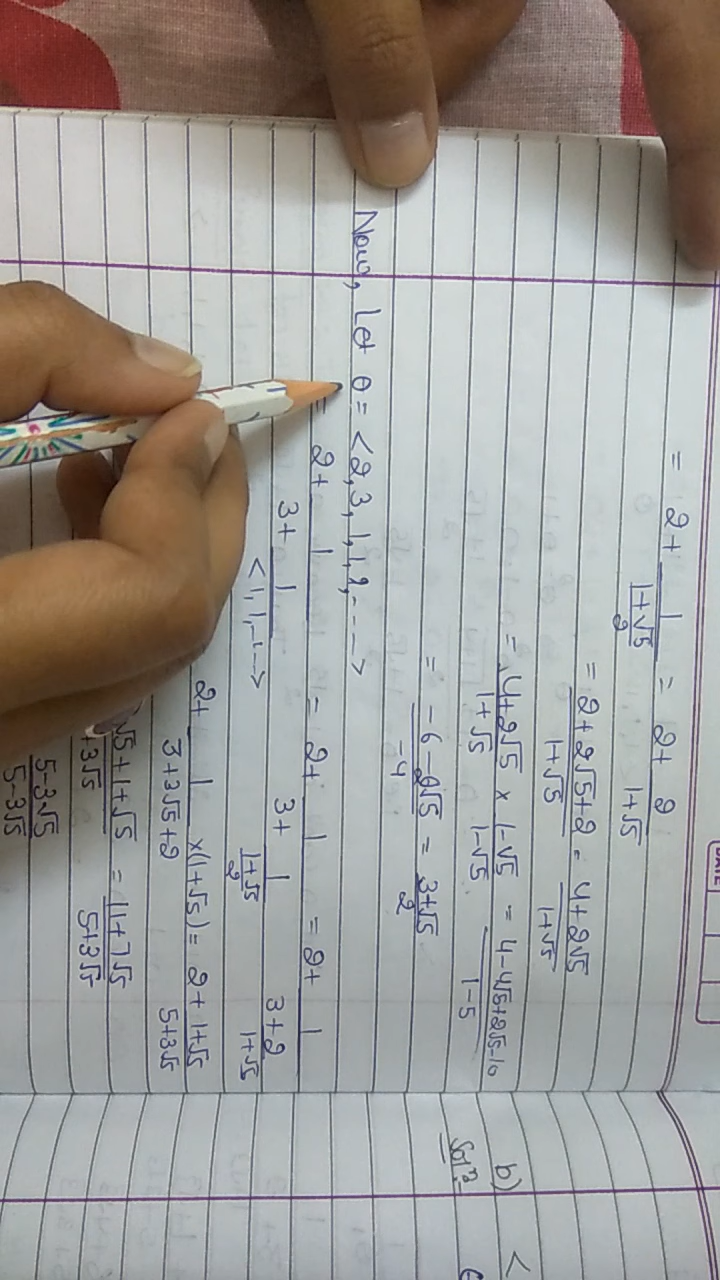 DATE
= 2 + 1/((1+√5)/2) = 2 + 2/(1+√5)
= (2+2√5+2)/(1+√5) = (4+2√5)/(1+√5)
= (4+2√5)/(1+√5) × (1-√5)/(1-√5) = (4-4√5+2√5-10)/(1-5)
= (-6-2√5)/(-4) = (3+√5)/2
Now, Let θ = <2,3,1,1,1,---->
= 2 + 1/(3 + 1/<1,1,--->) = 2 + 1/(3 + 1/((1+√5)/2)) = 2 + 1/(3 + 2/(1+√5))
2 + 1/(3+3√5+2) ×(1+√5) = 2 + (1+√5)/(5+3√5)
√5+1+√5/+3√5 = (11+7√5)/(5+3√5)
(5-3√5)/(5-3√5)
b) <
Solⁿ:-